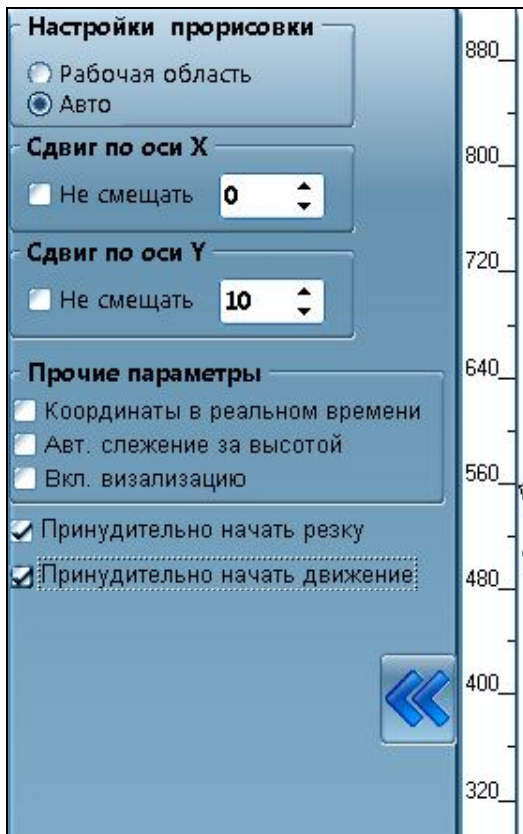 Настройки прорисовки
Рабочая область
Авто
Сдвиг по оси X
Не смещать 0
Сдвиг по оси Y
Не смещать 10
Прочие параметры
Координаты в реальном времени
Авт. слежение за высотой
Вкл. визализацию
Принудительно начать резку
Принудительно начать движение
880
800
720
640
560
480
400
320